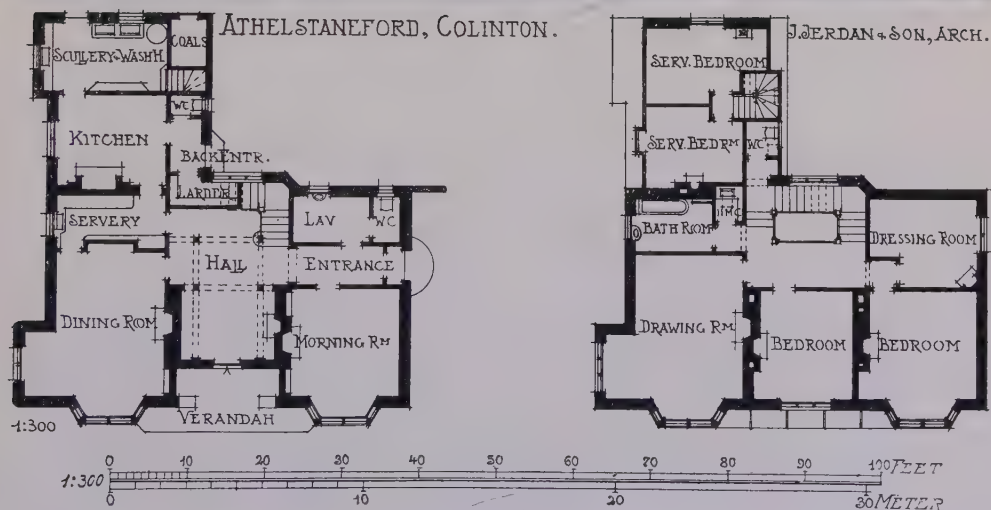 ATHELSTANEFORD, COLINTON.
J. JERDAN & SON, ARCH.
SCULLERY & WASHH.
COALS
WC
KITCHEN
BACK ENTR.
LARDER
SERVERY
LAV
WC
HALL
ENTRANCE
DINING ROOM
MORNING RM
VERANDAH
SERV. BEDROOM
SERV. BEDRM
WC
BATH ROOM
DRESSING ROOM
DRAWING RM
BEDROOM
BEDROOM
1:300
0 10 20 30 40 50 60 70 80 90 100 FEET
1:300
0 10 20 30 METER